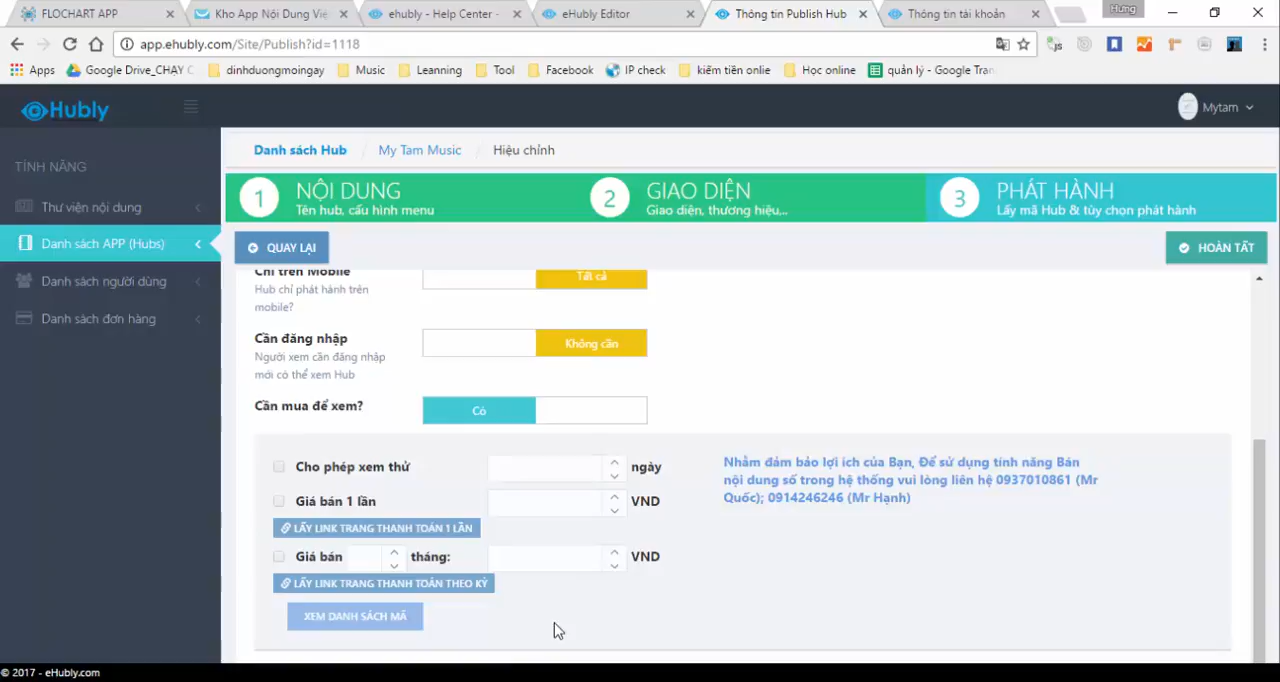 FLOCHART APP
Kho App Nội Dung Việ
ehubly - Help Center -
eHubly Editor
Thông tin Publish Hub
Thông tin tài khoản
Hưng
app.ehubly.com/Site/Publish?id=1118
Apps
Google Drive_CHAY C
dinhduongmoingay
Music
Leanning
Tool
Facebook
IP check
kiếm tiền onlie
Học online
quản lý - Google Tran
eHubly
Mytam
TÍNH NĂNG
Thư viện nội dung
Danh sách APP (Hubs)
Danh sách người dùng
Danh sách đơn hàng
Danh sách Hub / My Tam Music / Hiệu chỉnh
1 NỘI DUNG
Tên hub, cấu hình menu
2 GIAO DIỆN
Giao diện, thương hiệu,..
3 PHÁT HÀNH
Lấy mã Hub & tùy chọn phát hành
QUAY LẠI
HOÀN TẤT
Chỉ trên Mobile
Tất cả
Hub chỉ phát hành trên
mobile?
Cần đăng nhập
Không cần
Người xem cần đăng nhập
mới có thể xem Hub
Cần mua để xem?
Có
Cho phép xem thử
ngày
Giá bán 1 lần
VND
LẤY LINK TRANG THANH TOÁN 1 LẦN
Giá bán
tháng:
VND
LẤY LINK TRANG THANH TOÁN THEO KỲ
XEM DANH SÁCH MÃ
Nhằm đảm bảo lợi ích của Bạn, Để sử dụng tính năng Bán
nội dung số trong hệ thống vui lòng liên hệ 0937010861 (Mr
Quốc); 0914246246 (Mr Hạnh)
© 2017 - eHubly.com